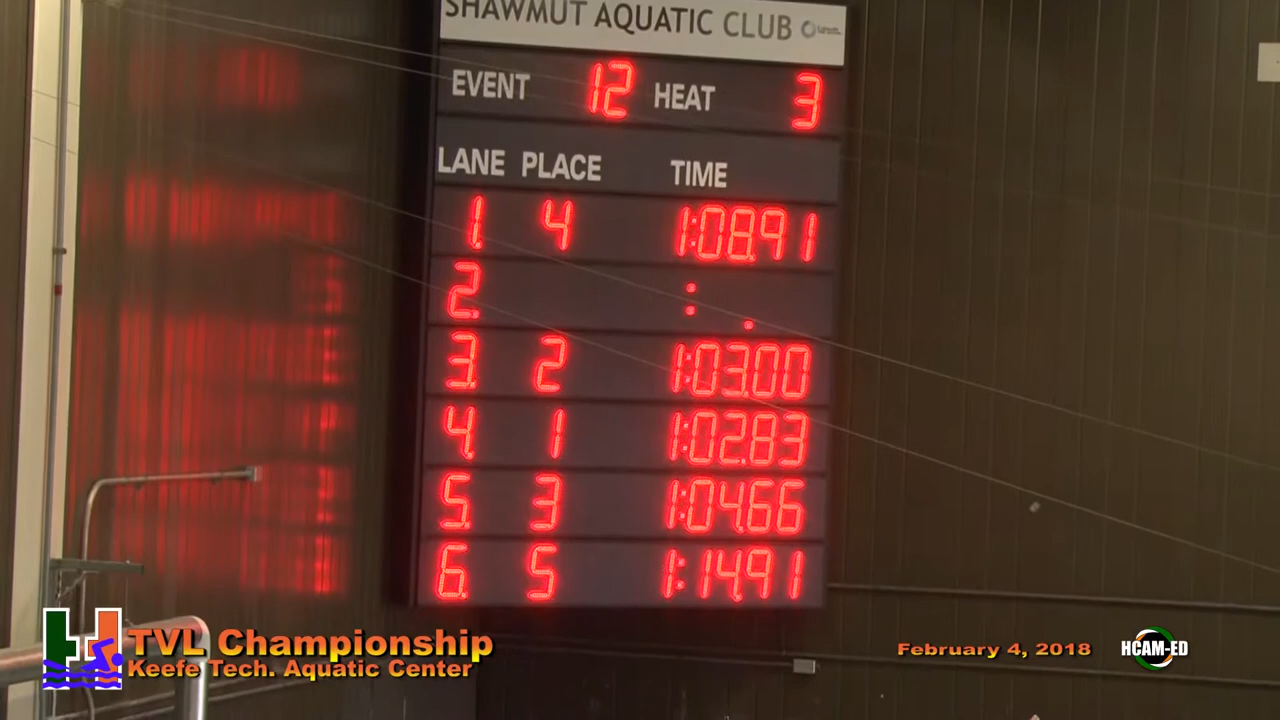 SHAWMUT AQUATIC CLUB
EVENT 12 HEAT 3
LANE PLACE TIME
1 4 1:08.91
2 : .
3 2 1:03.00
4 1 1:02.83
5 3 1:04.66
6 5 1:14.91
TVL Championship
Keefe Tech. Aquatic Center
February 4, 2018
HCAM-ED